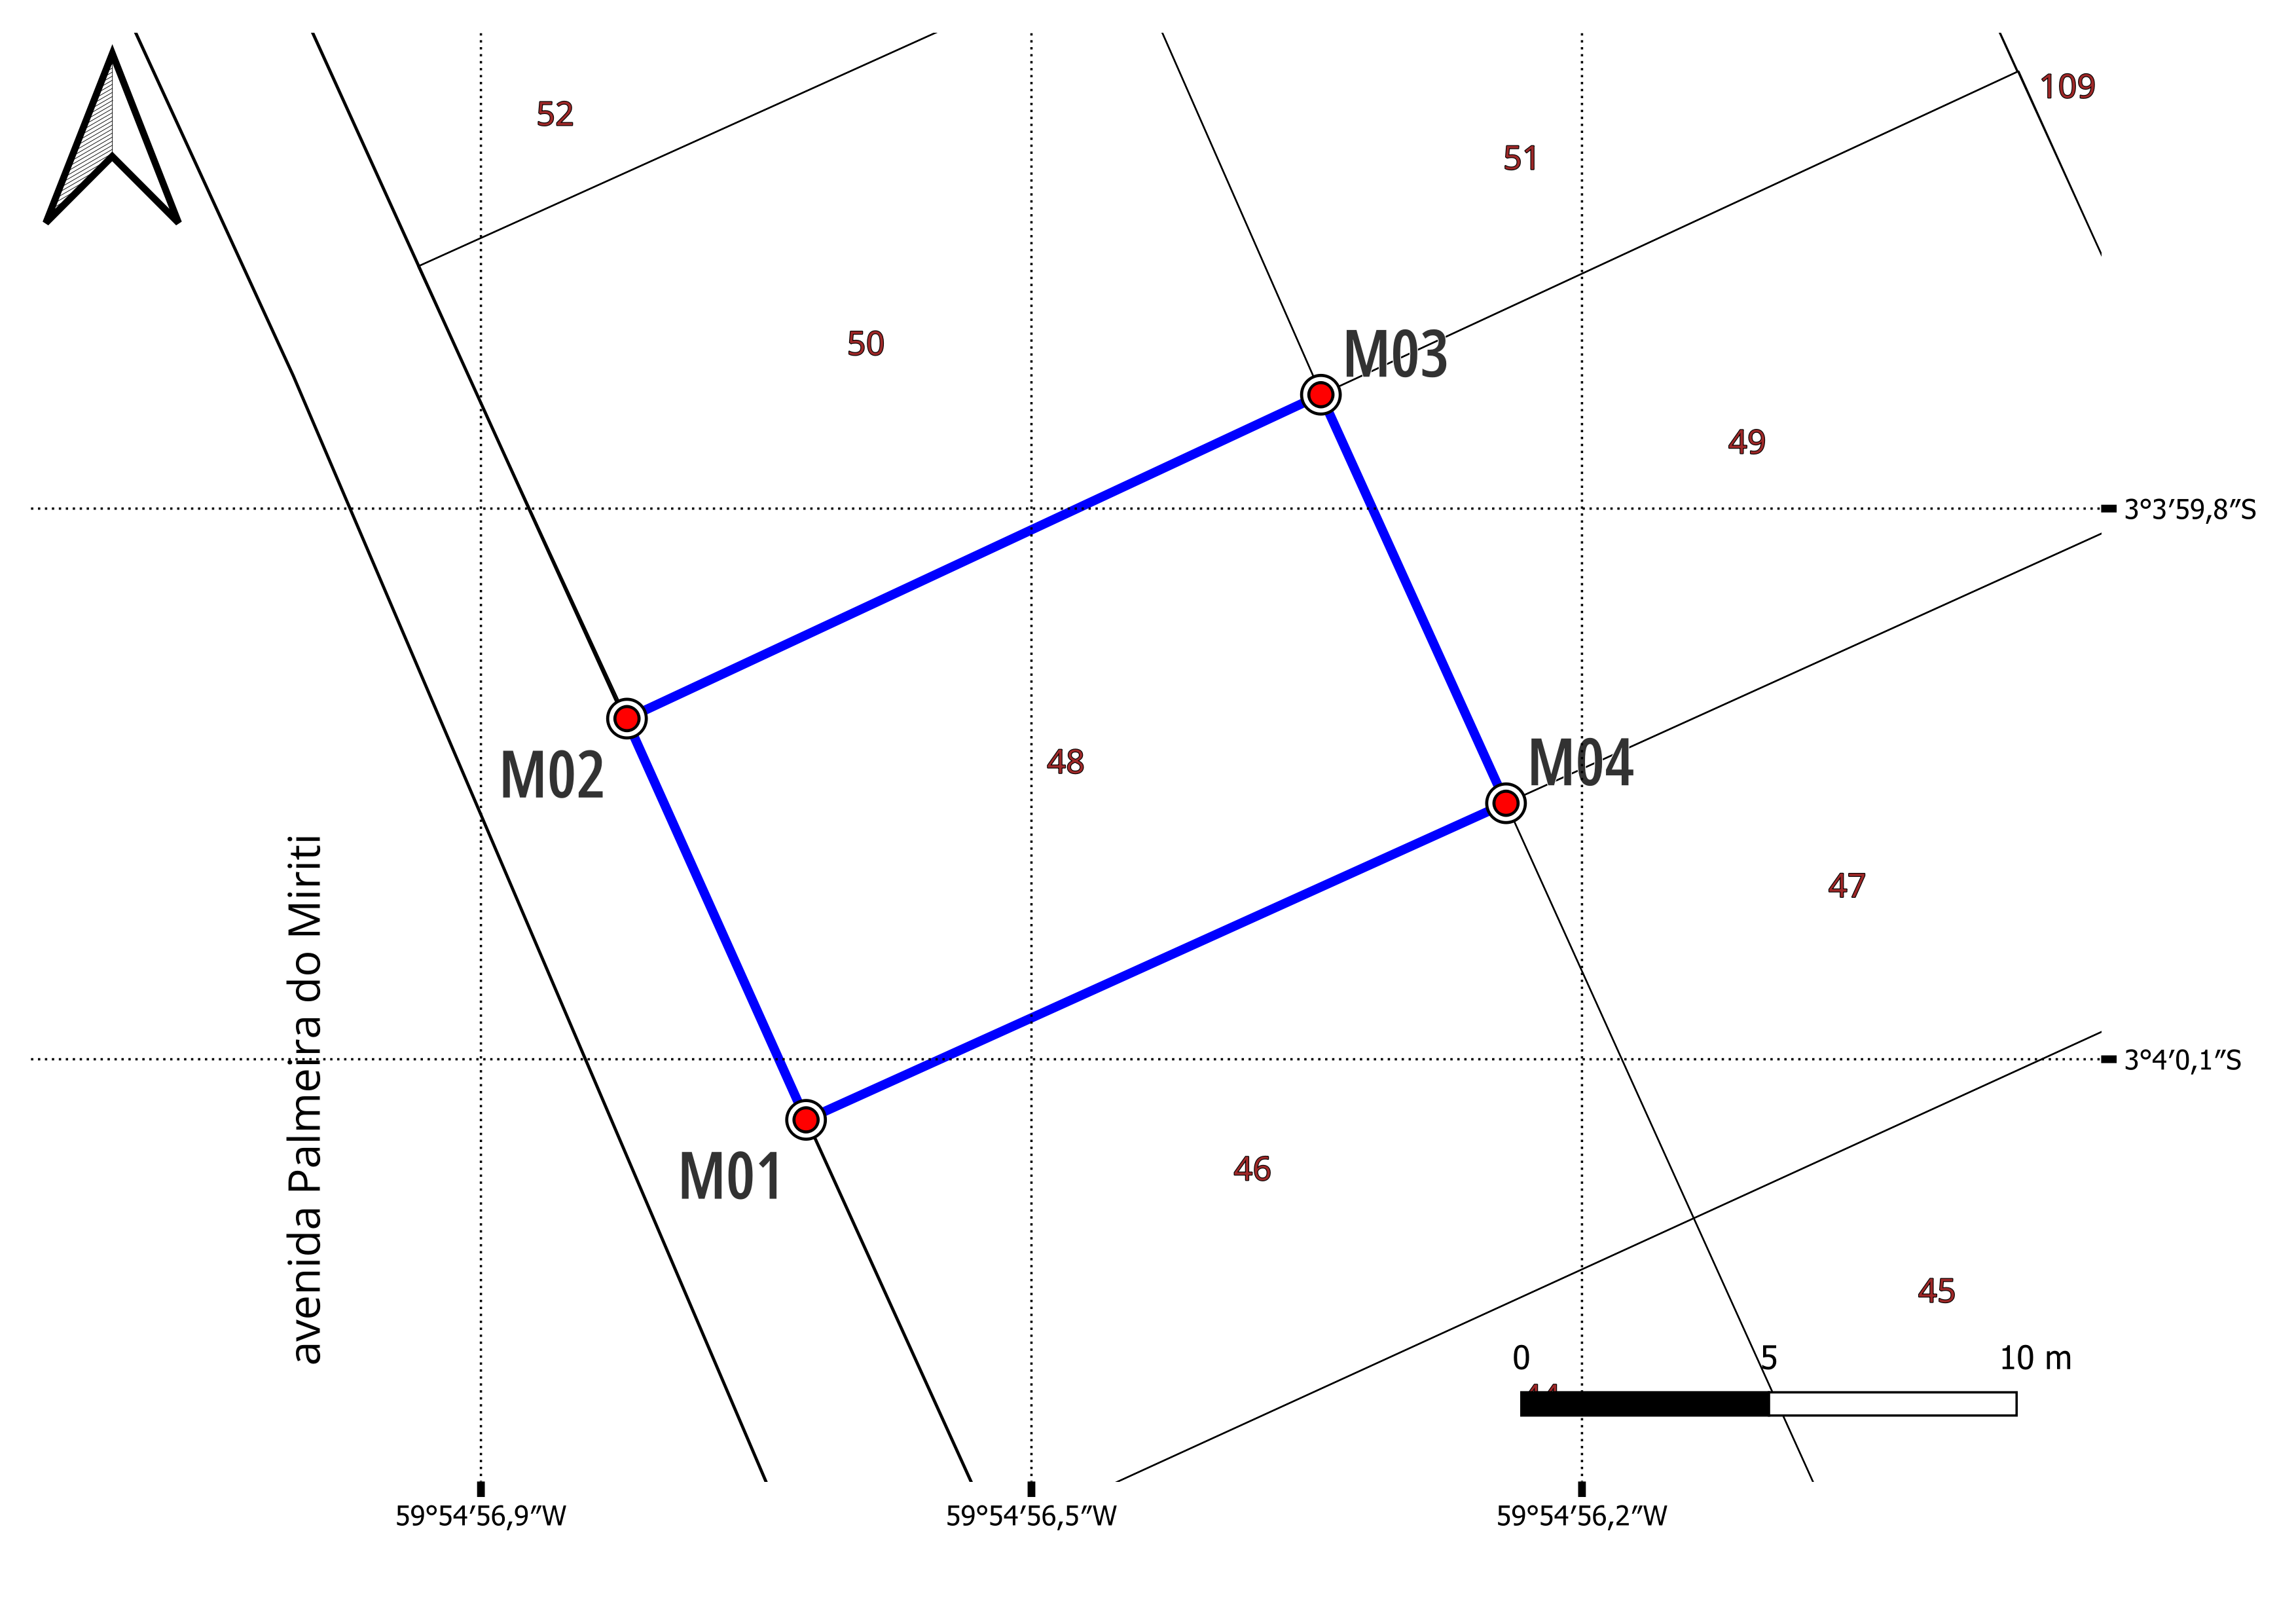 52
109
51
50
M03
49
3°3′59,8″S
M02
48
M04
avenida Palmeira do Miriti
47
3°4′0,1″S
M01
46
45
0 5 10 m
44
59°54′56,9″W 59°54′56,5″W 59°54′56,2″W